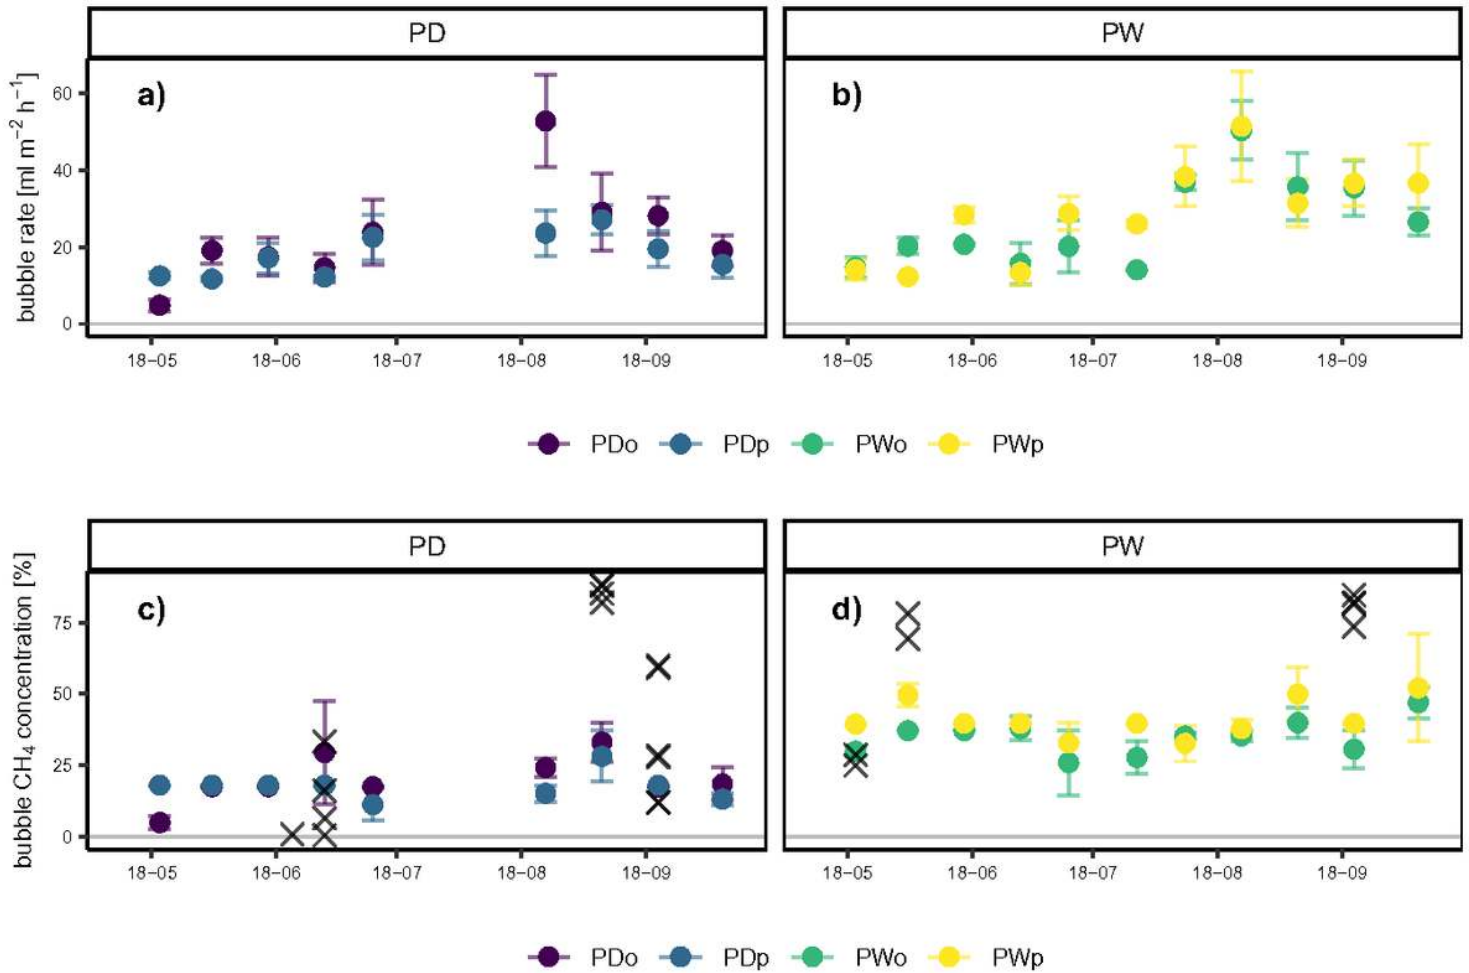 PD PW
bubble rate [ml m−2 h−1]
a) b)
60
40
20
0
18−05 18−06 18−07 18−08 18−09 18−05 18−06 18−07 18−08 18−09
PDo PDp PWo PWp
PD PW
bubble CH4 concentration [%]
c) d)
75
50
25
0
18−05 18−06 18−07 18−08 18−09 18−05 18−06 18−07 18−08 18−09
PDo PDp PWo PWp